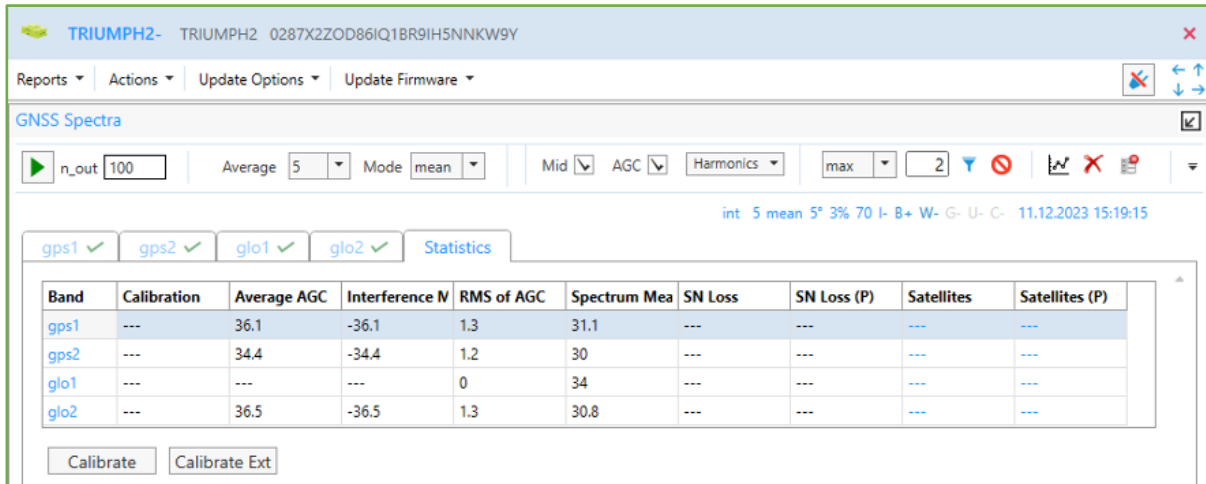 TRIUMPH2- TRIUMPH2 0287X2ZOD86IQ1BR9IH5NNKW9Y
Reports Actions Update Options Update Firmware
GNSS Spectra
n_out 100 Average 5 Mode mean Mid AGC Harmonics max 2
int 5 mean 5° 3% 70 I- B+ W- G- U- C- 11.12.2023 15:19:15
gps1 gps2 glo1 glo2 Statistics
Band Calibration Average AGC Interference M RMS of AGC Spectrum Mea SN Loss SN Loss (P) Satellites Satellites (P)
gps1 --- 36.1 -36.1 1.3 31.1 --- --- --- ---
gps2 --- 34.4 -34.4 1.2 30 --- --- --- ---
glo1 --- --- --- 0 34 --- --- --- ---
glo2 --- 36.5 -36.5 1.3 30.8 --- --- --- ---
Calibrate Calibrate Ext